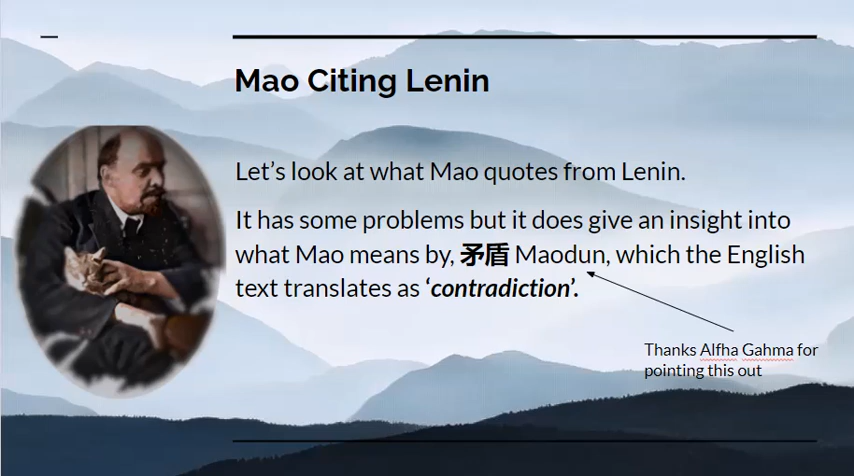 Mao Citing Lenin
Let's look at what Mao quotes from Lenin.
It has some problems but it does give an insight into
what Mao means by, 矛盾 Maodun, which the English
text translates as 'contradiction'.
Thanks Alfha Gahma for
pointing this out